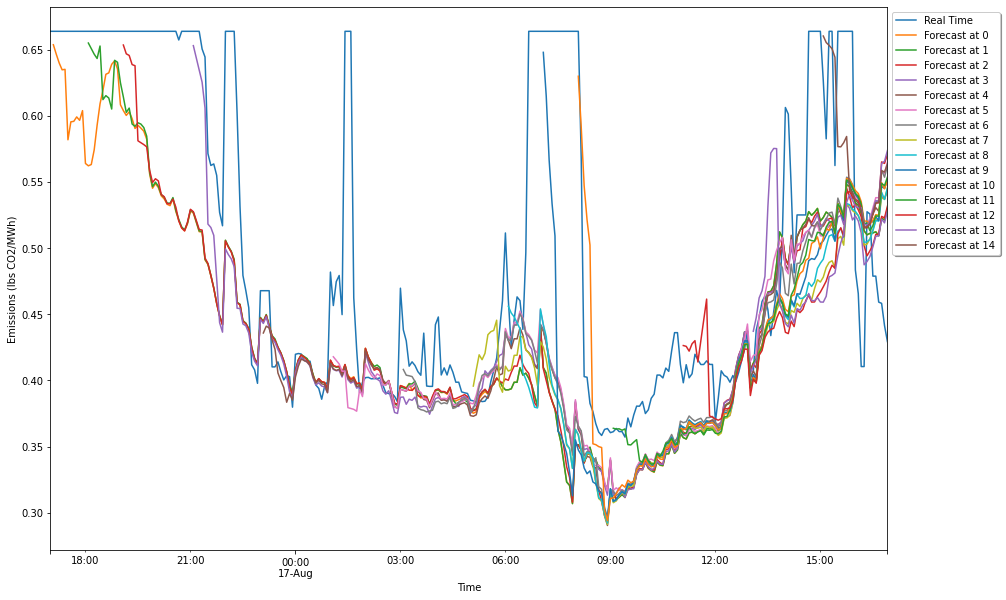 Real Time
Forecast at 0
Forecast at 1
Forecast at 2
Forecast at 3
Forecast at 4
Forecast at 5
Forecast at 6
Forecast at 7
Forecast at 8
Forecast at 9
Forecast at 10
Forecast at 11
Forecast at 12
Forecast at 13
Forecast at 14
Emissions (lbs CO2/MWh)
0.65
0.60
0.55
0.50
0.45
0.40
0.35
0.30
18:00 21:00 00:00 03:00 06:00 09:00 12:00 15:00
17-Aug
Time